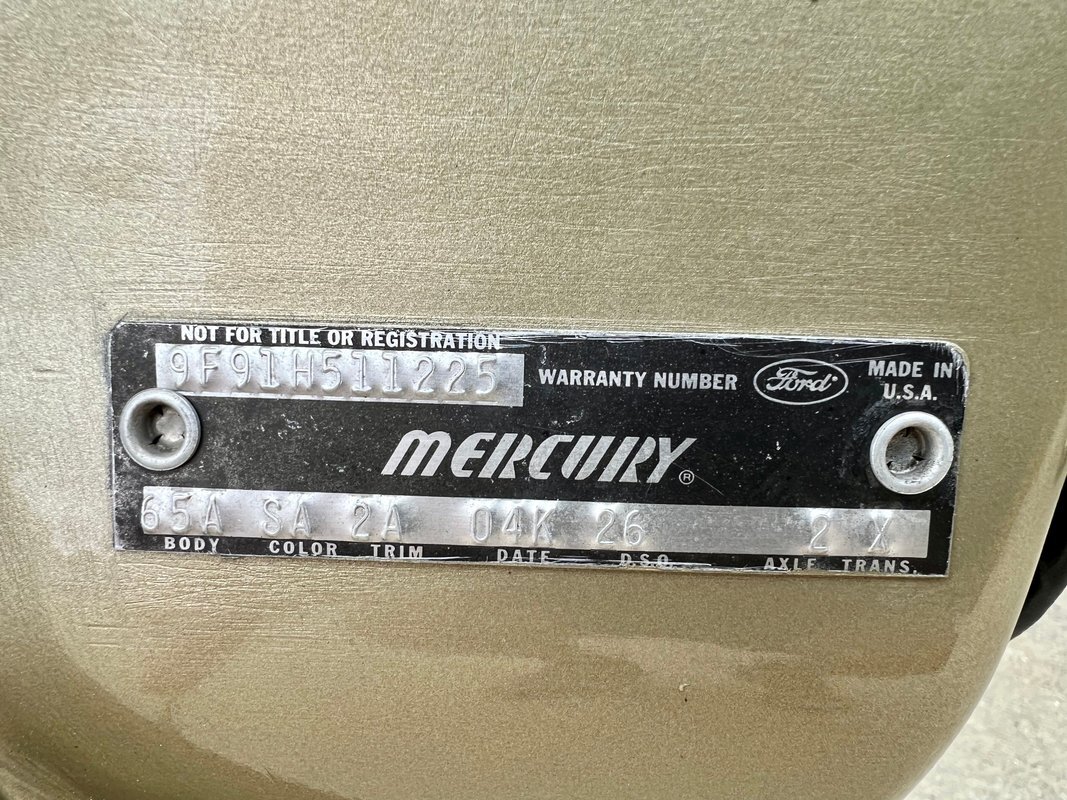 NOT FOR TITLE OR REGISTRATION
9F91H511225 WARRANTY NUMBER Ford MADE IN U.S.A.
MERCURY®
65A SA 2A 04K 26 2 X
BODY COLOR TRIM DATE D.S.O. AXLE TRANS.